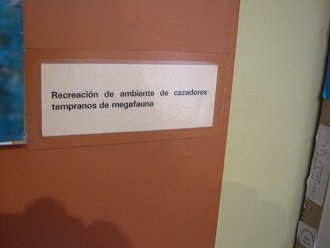 Recreación de ambiente de cazadores
tempranos de megafauna